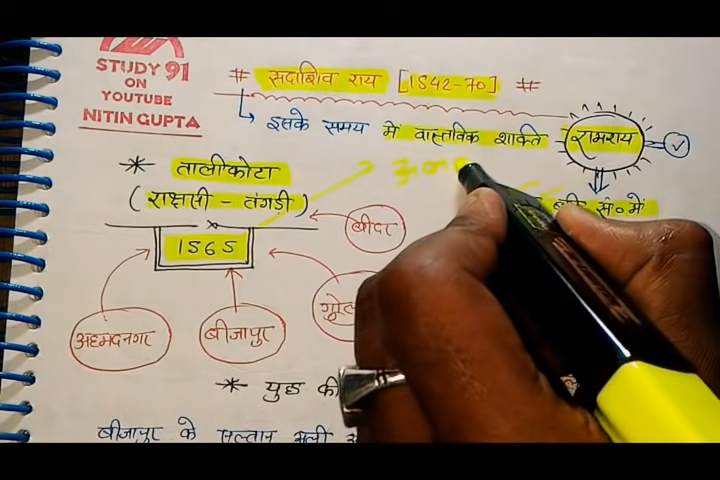 STUDY 91
ON
YOUTUBE
NITIN GUPTA
# सदाशिव राय [1542-70] #
इसके समय में वास्तविक शक्ति रामराय
* तालीकोटा
(राक्षसी - तंगड़ी)
सं० में
1565
बीदर
अहमदनगर
बीजापुर
* युद्ध की
बीजापुर के सुल्तान अली